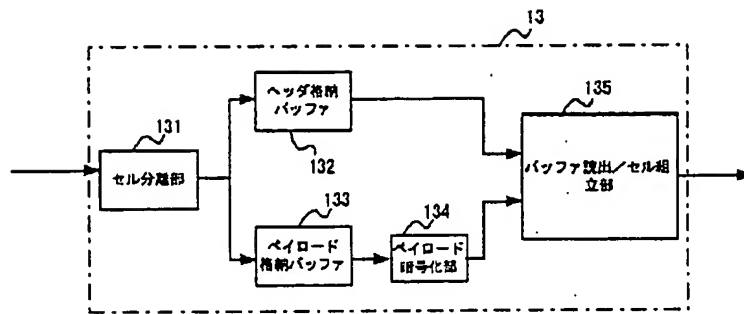 13
131
セル分離部
ヘッダ格納
バッファ
132
133
ペイロード
格納バッファ
134
ペイロード
暗号化部
135
バッファ読出／セル組
立部